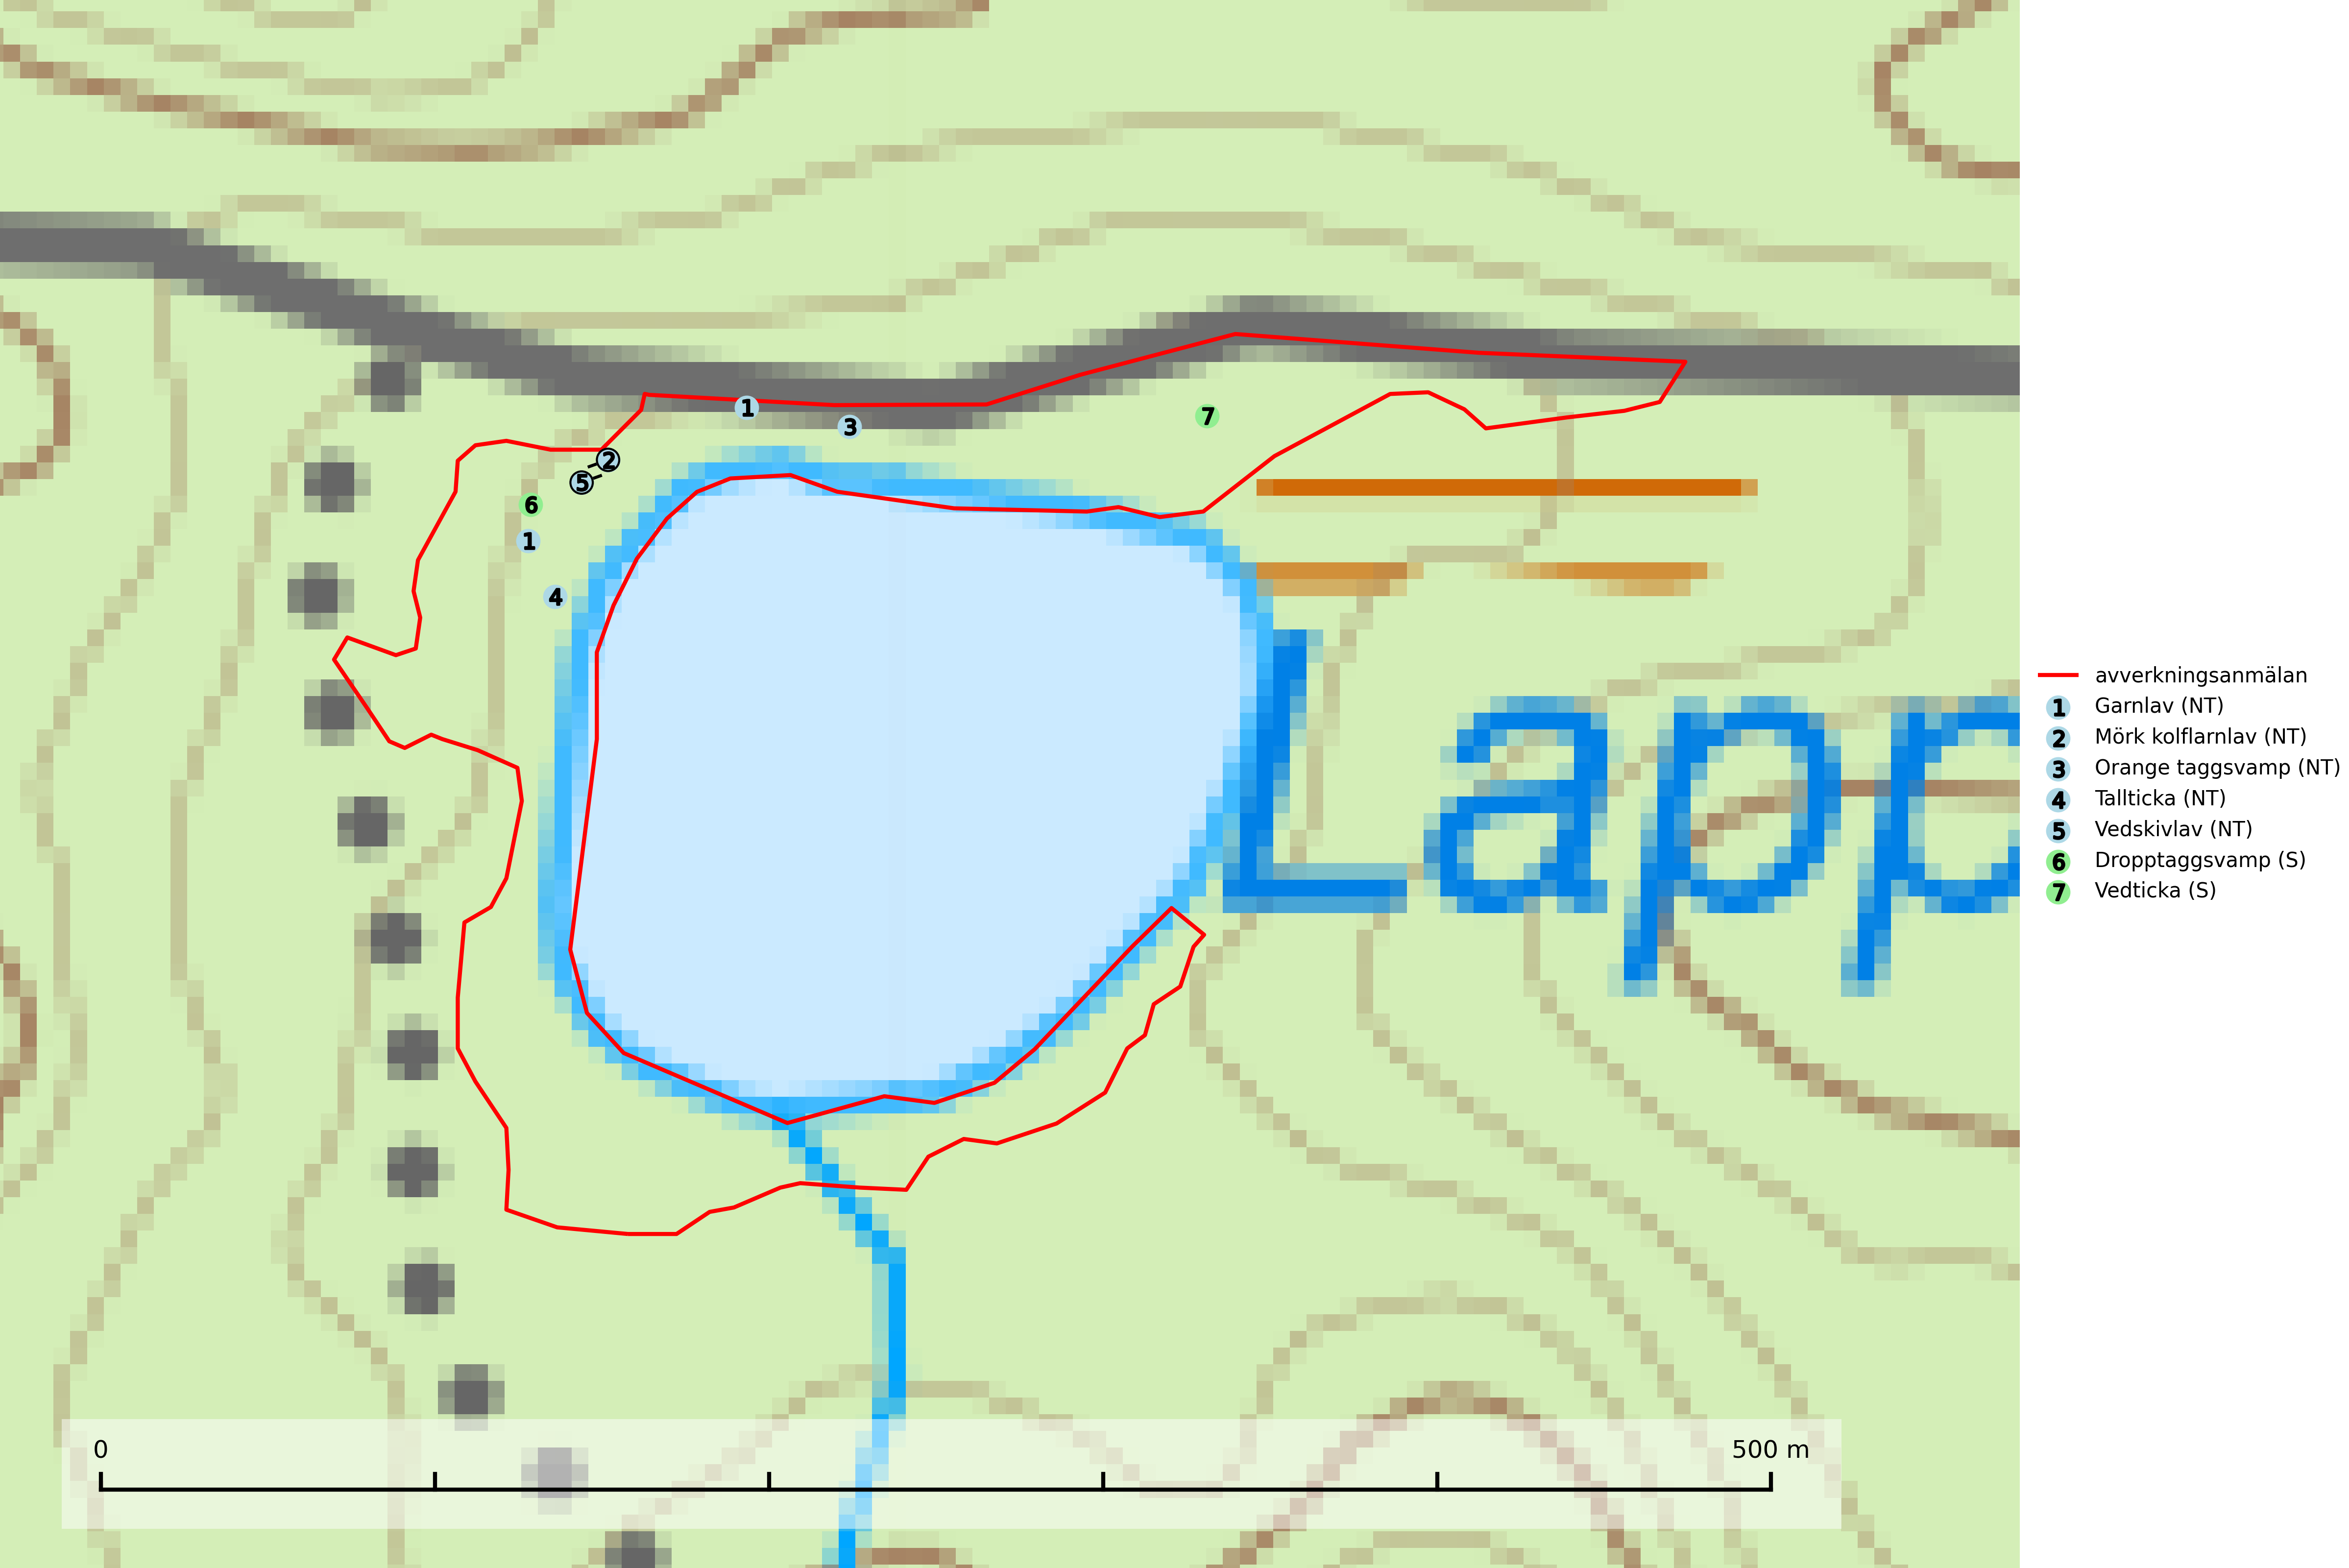 1
3
7
2
5
6
1
4
Lapp
0
500 m
avverkningsanmälan
1 Garnlav (NT)
2 Mörk kolflarnlav (NT)
3 Orange taggsvamp (NT)
4 Tallticka (NT)
5 Vedskivlav (NT)
6 Dropptaggsvamp (S)
7 Vedticka (S)